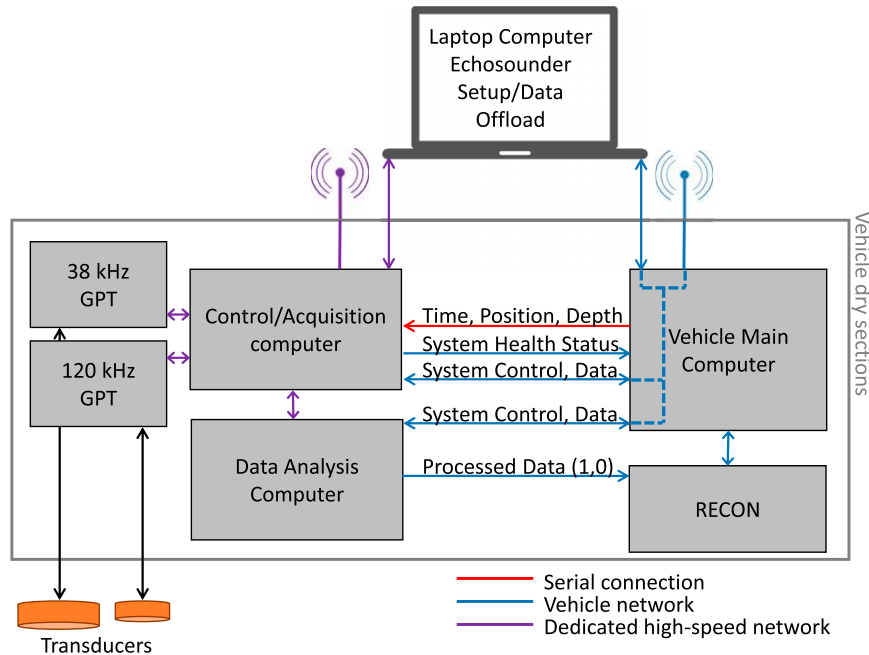 Laptop Computer
Echosounder
Setup/Data
Offload
Vehicle dry sections
38 kHz
GPT
120 kHz
GPT
Control/Acquisition
computer
Time, Position, Depth
System Health Status
System Control, Data
System Control, Data
Vehicle Main
Computer
Data Analysis
Computer
Processed Data (1,0)
RECON
Transducers
Serial connection
Vehicle network
Dedicated high-speed network